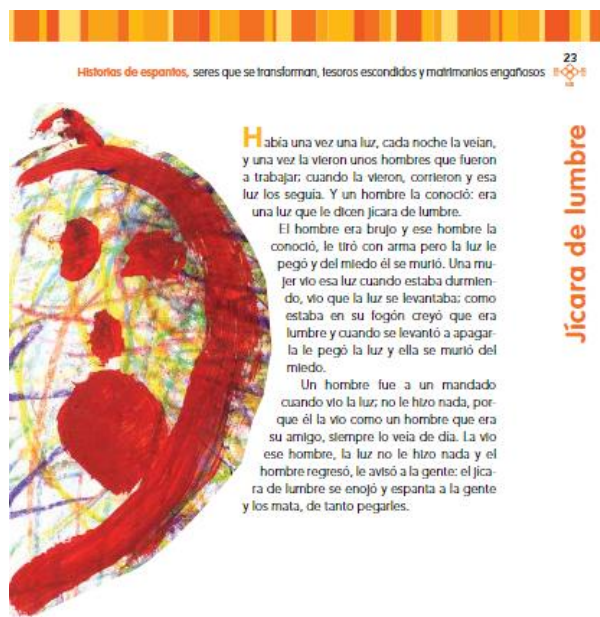 23
Historias de espantos, seres que se transforman, tesoros escondidos y matrimonios engañosos
Jícara de lumbre
Había una vez una luz, cada noche la veían,
y una vez la vieron unos hombres que fueron
a trabajar; cuando la vieron, corrieron y esa
luz los seguía. Y un hombre la conoció: era
una luz que le dicen jícara de lumbre.
El hombre era brujo y ese hombre la
conoció, le tiró con arma pero la luz le
pegó y del miedo él se murió. Una mu-
jer vio esa luz cuando estaba durmien-
do, vio que la luz se levantaba; como
estaba en su fogón creyó que era
lumbre y cuando se levantó a apagar-
la le pegó la luz y ella se murió del
miedo.
Un hombre fue a un mandado
cuando vio la luz; no le hizo nada, por-
que él la vio como un hombre que era
su amigo, siempre lo veía de día. La vio
ese hombre, la luz no le hizo nada y el
hombre regresó, le avisó a la gente: el jíca-
ra de lumbre se enojó y espanta a la gente
y los mata, de tanto pegarles.